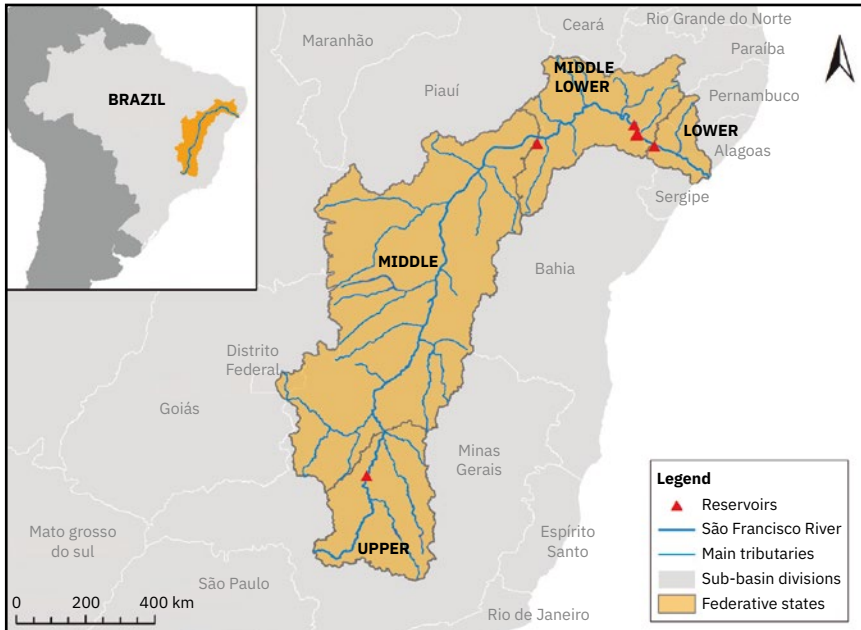 Ceará
Rio Grande do Norte
Maranhão
Paraíba
MIDDLE
LOWER
Piauí
BRAZIL
Pernambuco
LOWER
Alagoas
Sergipe
MIDDLE
Bahia
Distrito
Federal
Goiás
Minas
Gerais
Legend
Reservoirs
São Francisco River
Main tributaries
Sub-basin divisions
Federative states
Mato grosso
do sul
Espírito
Santo
UPPER
São Paulo
Rio de Janeiro
0 200 400 km